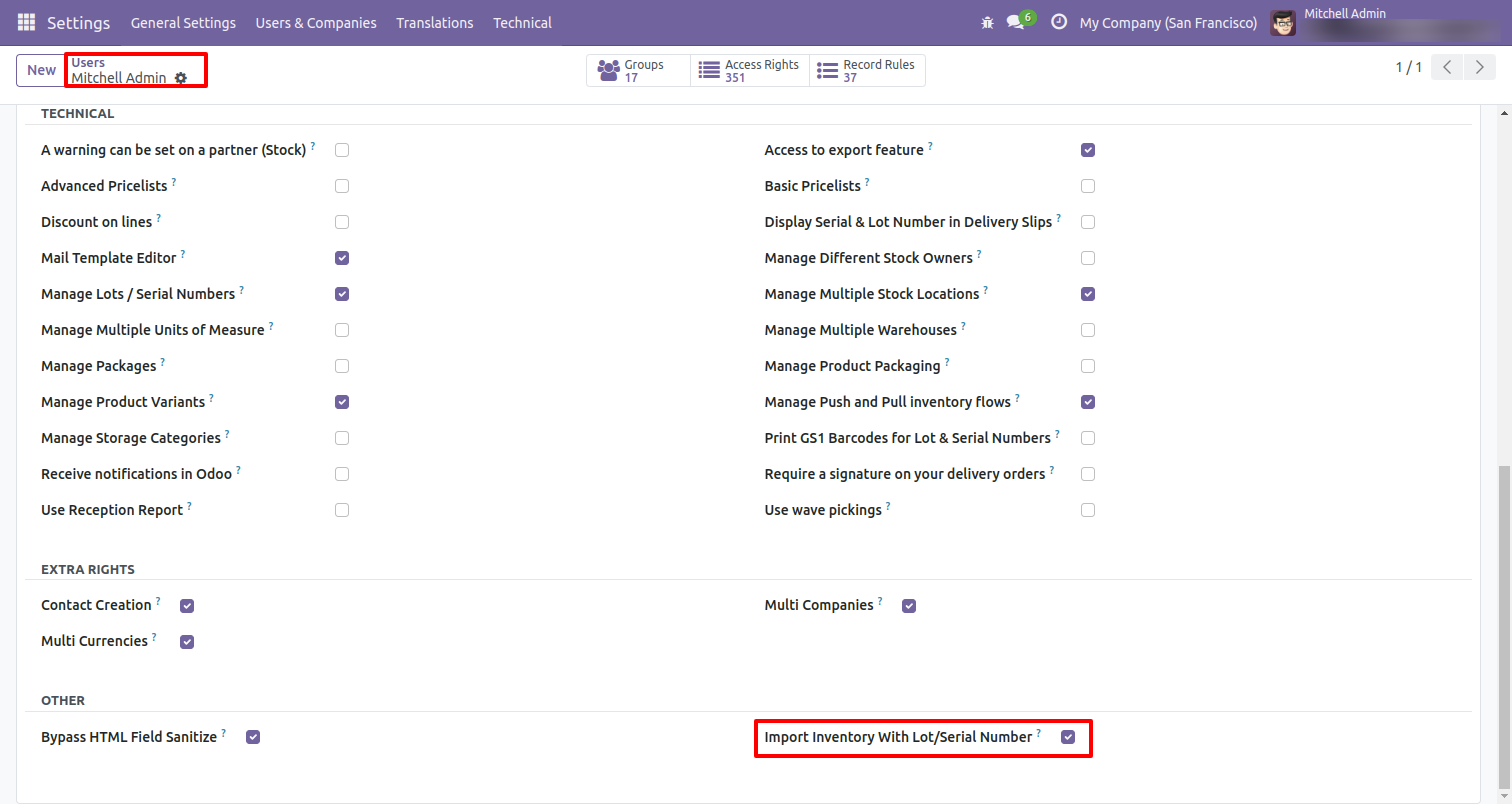 Settings General Settings Users & Companies Translations Technical 6 My Company (San Francisco) Mitchell Admin
New Users Groups Access Rights Record Rules 1 / 1
Mitchell Admin 17 351 37
TECHNICAL
A warning can be set on a partner (Stock) ? Access to export feature ?
Advanced Pricelists ? Basic Pricelists ?
Discount on lines ? Display Serial & Lot Number in Delivery Slips ?
Mail Template Editor ? Manage Different Stock Owners ?
Manage Lots / Serial Numbers ? Manage Multiple Stock Locations ?
Manage Multiple Units of Measure ? Manage Multiple Warehouses ?
Manage Packages ? Manage Product Packaging ?
Manage Product Variants ? Manage Push and Pull inventory flows ?
Manage Storage Categories ? Print GS1 Barcodes for Lot & Serial Numbers ?
Receive notifications in Odoo ? Require a signature on your delivery orders ?
Use Reception Report ? Use wave pickings ?
EXTRA RIGHTS
Contact Creation ? Multi Companies ?
Multi Currencies ?
OTHER
Bypass HTML Field Sanitize ? Import Inventory With Lot/Serial Number ?